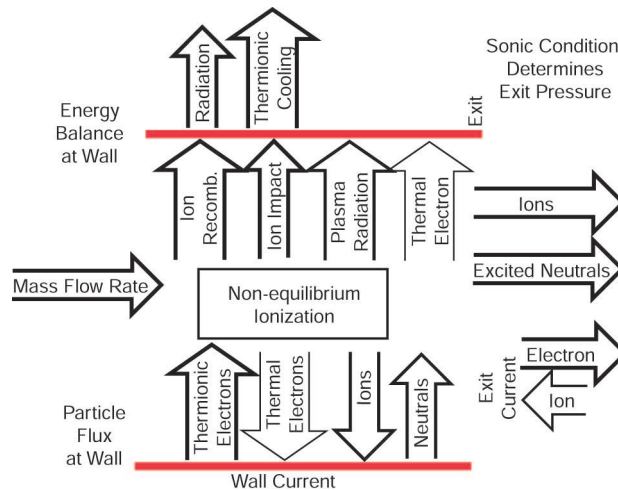 Sonic Condition
Determines
Exit Pressure
Radiation
Thermionic
Cooling
Exit
Energy
Balance
at Wall
Ion
Recomb.
Ion Impact
Plasma
Radiation
Thermal
Electron
Ions
Excited Neutrals
Mass Flow Rate
Non-equilibrium
Ionization
Thermionic
Electrons
Thermal
Electrons
Ions
Neutrals
Exit
Current
Electron
Ion
Particle
Flux
at Wall
Wall Current